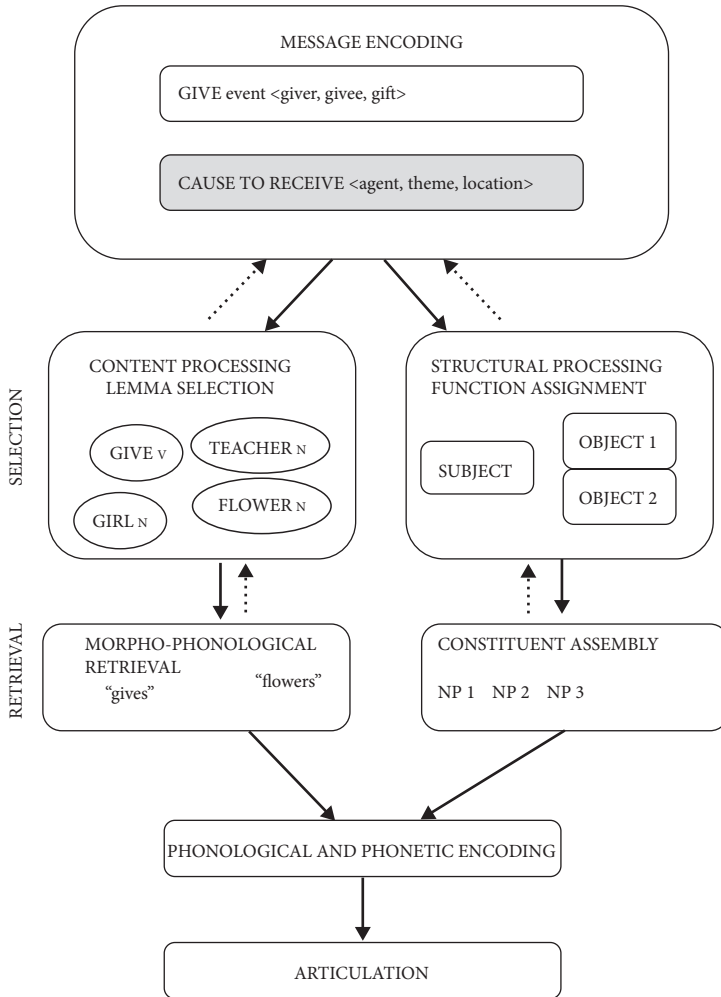 MESSAGE ENCODING
GIVE event <giver, givee, gift>
CAUSE TO RECEIVE <agent, theme, location>
SELECTION
CONTENT PROCESSING
LEMMA SELECTION
GIVE V
TEACHER N
GIRL N
FLOWER N
STRUCTURAL PROCESSING
FUNCTION ASSIGNMENT
SUBJECT
OBJECT 1
OBJECT 2
RETRIEVAL
MORPHO-PHONOLOGICAL
RETRIEVAL
“gives”
“flowers”
CONSTITUENT ASSEMBLY
NP 1 NP 2 NP 3
PHONOLOGICAL AND PHONETIC ENCODING
ARTICULATION